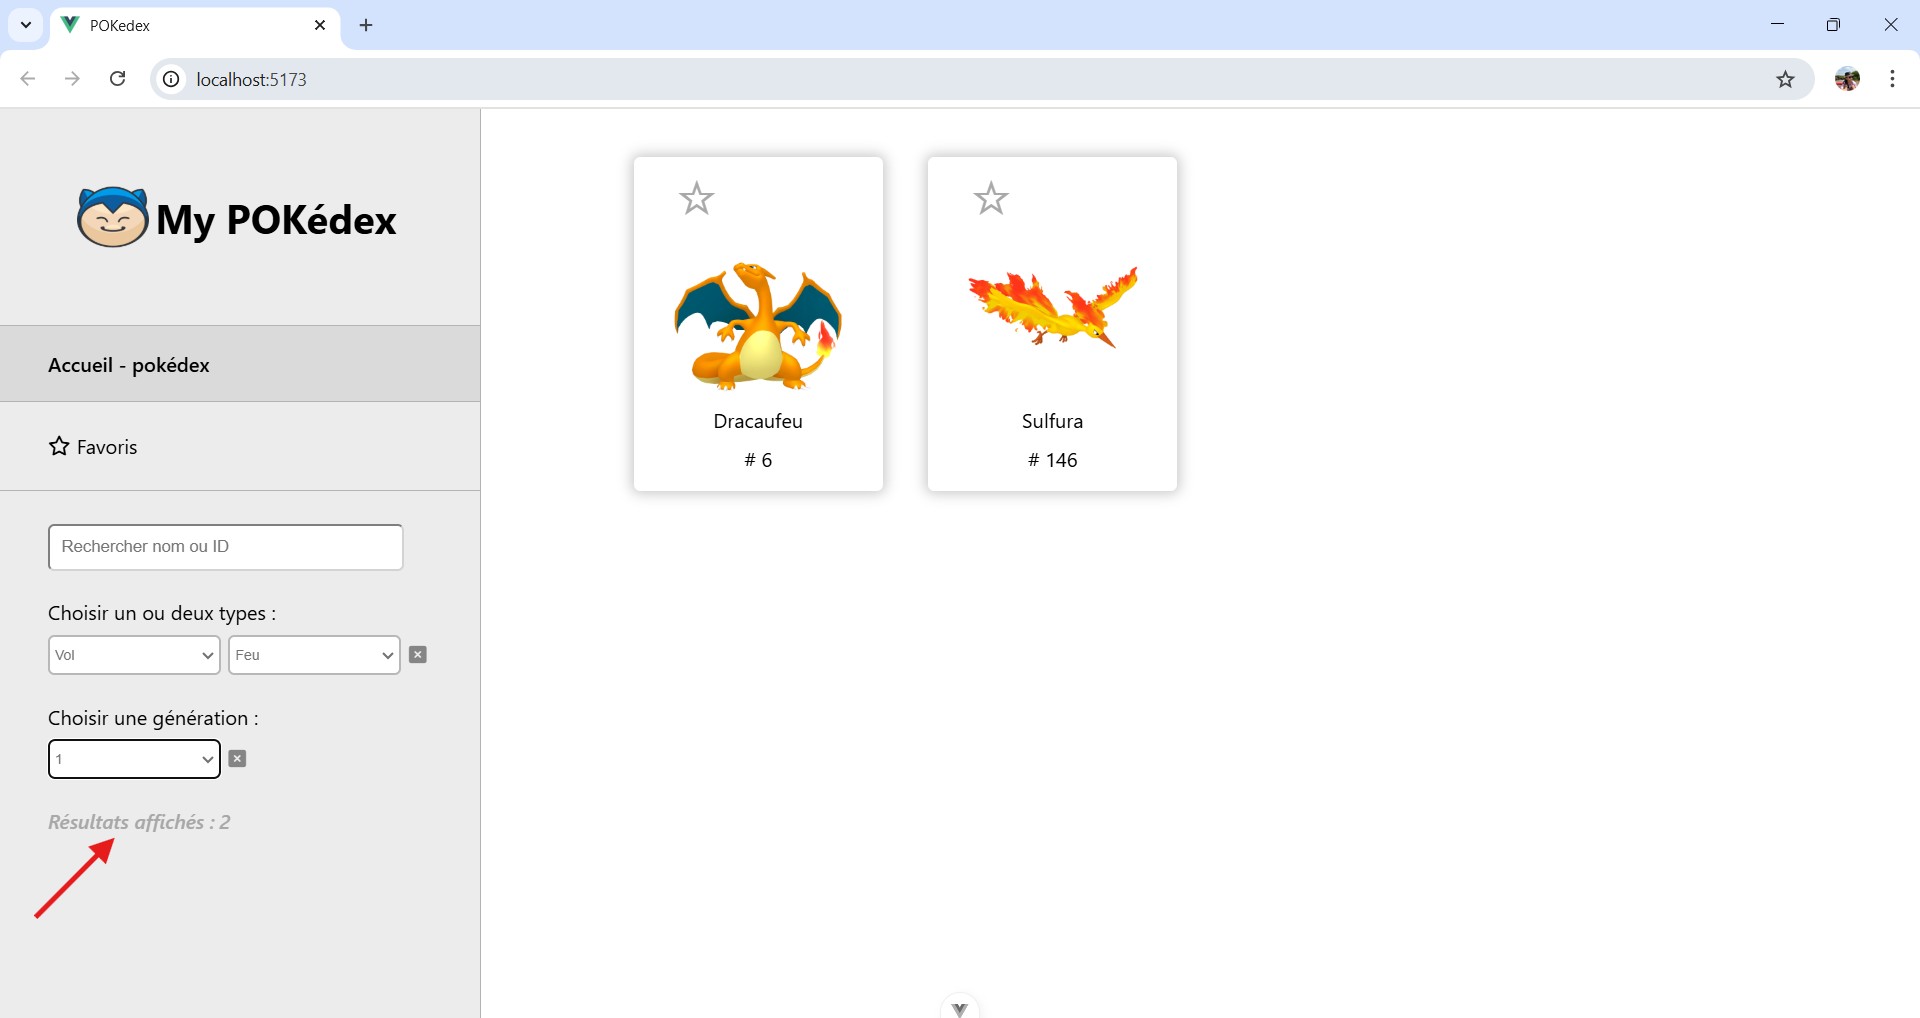 POKedex
localhost:5173
My POKédex
Accueil - pokédex
Favoris
Rechercher nom ou ID
Choisir un ou deux types :
Vol
Feu
Choisir une génération :
1
Résultats affichés : 2
Dracaufeu
# 6
Sulfura
# 146